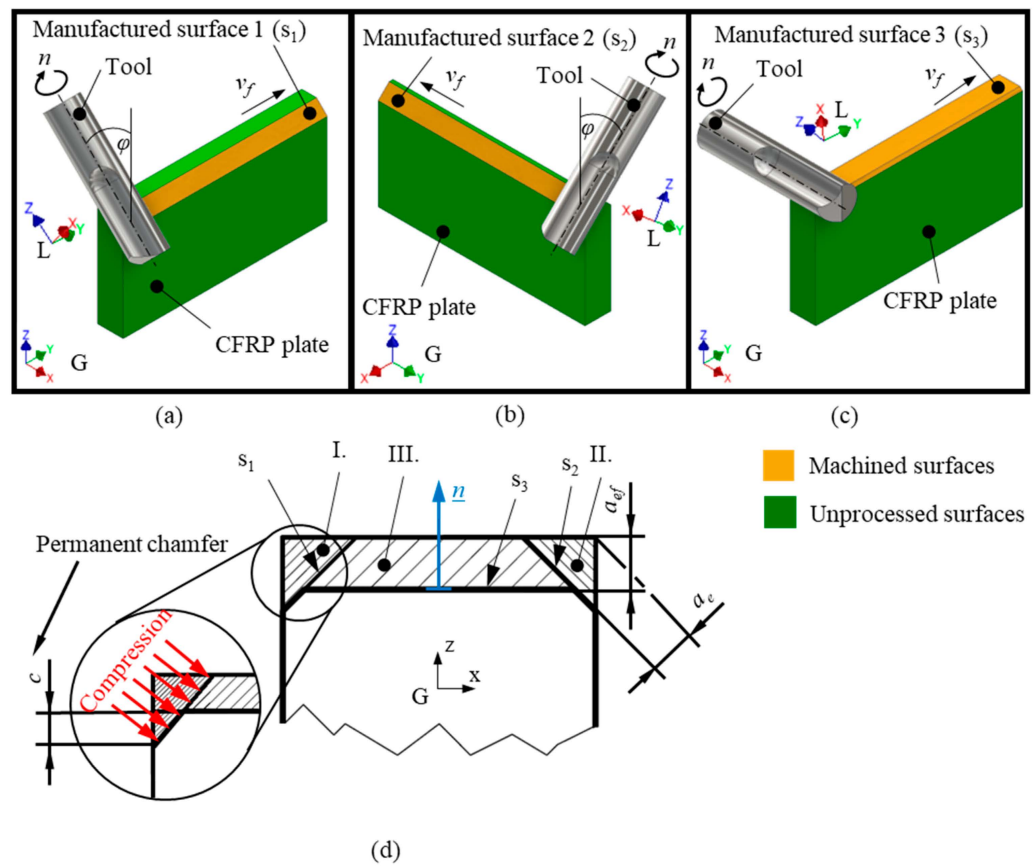 Manufactured surface 1 (s1)
n
Tool
vf
φ
Z
X
Y
L
CFRP plate
Z
Y
X
G
(a)
Manufactured surface 2 (s2)
n
Tool
vf
φ
Z
X
Y
L
CFRP plate
Z
X
Y
G
(b)
Manufactured surface 3 (s3)
n
Tool
vf
X
L
Z
Y
CFRP plate
Z
Y
X
G
(c)
Machined surfaces
Unprocessed surfaces
s1
I.
III.
n
s3
s2
II.
aef
ae
Permanent chamfer
Compression
c
z
G
x
(d)